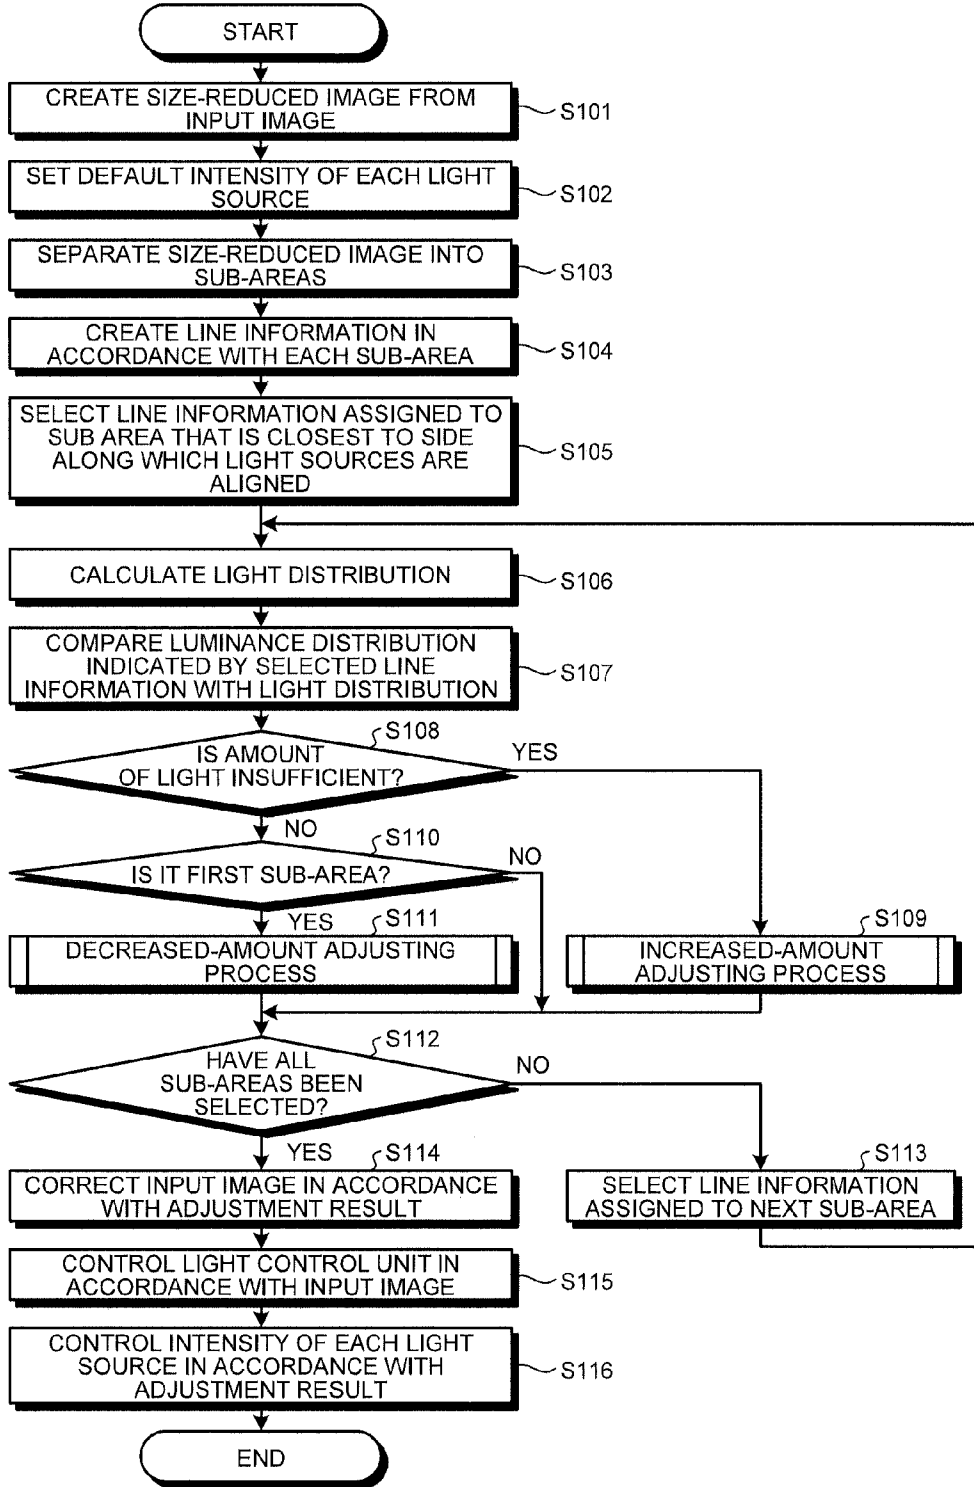 START
CREATE SIZE-REDUCED IMAGE FROM
INPUT IMAGE
S101
SET DEFAULT INTENSITY OF EACH LIGHT
SOURCE
S102
SEPARATE SIZE-REDUCED IMAGE INTO
SUB-AREAS
S103
CREATE LINE INFORMATION IN
ACCORDANCE WITH EACH SUB-AREA
S104
SELECT LINE INFORMATION ASSIGNED TO
SUB AREA THAT IS CLOSEST TO SIDE
ALONG WHICH LIGHT SOURCES ARE
ALIGNED
S105
CALCULATE LIGHT DISTRIBUTION
S106
COMPARE LUMINANCE DISTRIBUTION
INDICATED BY SELECTED LINE
INFORMATION WITH LIGHT DISTRIBUTION
S107
S108
IS AMOUNT
OF LIGHT INSUFFICIENT?
YES
NO
S110
IS IT FIRST SUB-AREA?
NO
YES
S111
DECREASED-AMOUNT ADJUSTING
PROCESS
S109
INCREASED-AMOUNT
ADJUSTING PROCESS
S112
HAVE ALL
SUB-AREAS BEEN
SELECTED?
NO
YES
S114
CORRECT INPUT IMAGE IN ACCORDANCE
WITH ADJUSTMENT RESULT
S113
SELECT LINE INFORMATION
ASSIGNED TO NEXT SUB-AREA
CONTROL LIGHT CONTROL UNIT IN
ACCORDANCE WITH INPUT IMAGE
S115
CONTROL INTENSITY OF EACH LIGHT
SOURCE IN ACCORDANCE WITH
ADJUSTMENT RESULT
S116
END